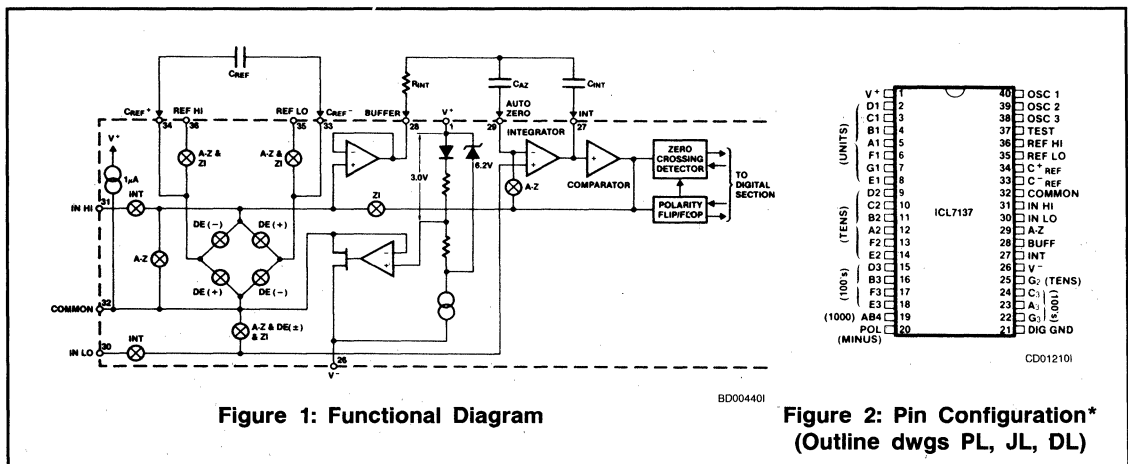 CREF
RINT
CAZ
CINT
CREF+
REF HI
REF LO
CREF-
BUFFER
V+
AUTO
ZERO
INT
34
36
35
33
28
1
29
27
INTEGRATOR
V+
A-Z &
ZI
A-Z &
ZI
6.2V
ZERO
CROSSING
DETECTOR
1µA
3.0V
A-Z
COMPARATOR
TO
DIGITAL
SECTION
INT
ZI
POLARITY
FLIP/FLOP
IN HI
31
DE (-)
DE (+)
A-Z
DE (+)
DE (-)
COMMON
32
A-Z & DE(±)
& ZI
INT
IN LO
30
26
V-
BD00440I
Figure 1: Functional Diagram
V+ 1
D1 2
C1 3
B1 4
A1 5
F1 6
G1 7
E1 8
(UNITS)
D2 9
C2 10
B2 11
A2 12
F2 13
E2 14
(TENS)
D3 15
B3 16
F3 17
E3 18
(100's)
(1000) AB4 19
POL 20
(MINUS)
ICL7137
40 OSC 1
39 OSC 2
38 OSC 3
37 TEST
36 REF HI
35 REF LO
34 C+REF
33 C-REF
32 COMMON
31 IN HI
30 IN LO
29 A-Z
28 BUFF
27 INT
26 V-
25 G2 (TENS)
24 C3
23 A3
22 G3
(100's)
21 DIG GND
CD01210I
Figure 2: Pin Configuration*
(Outline dwgs PL, JL, DL)